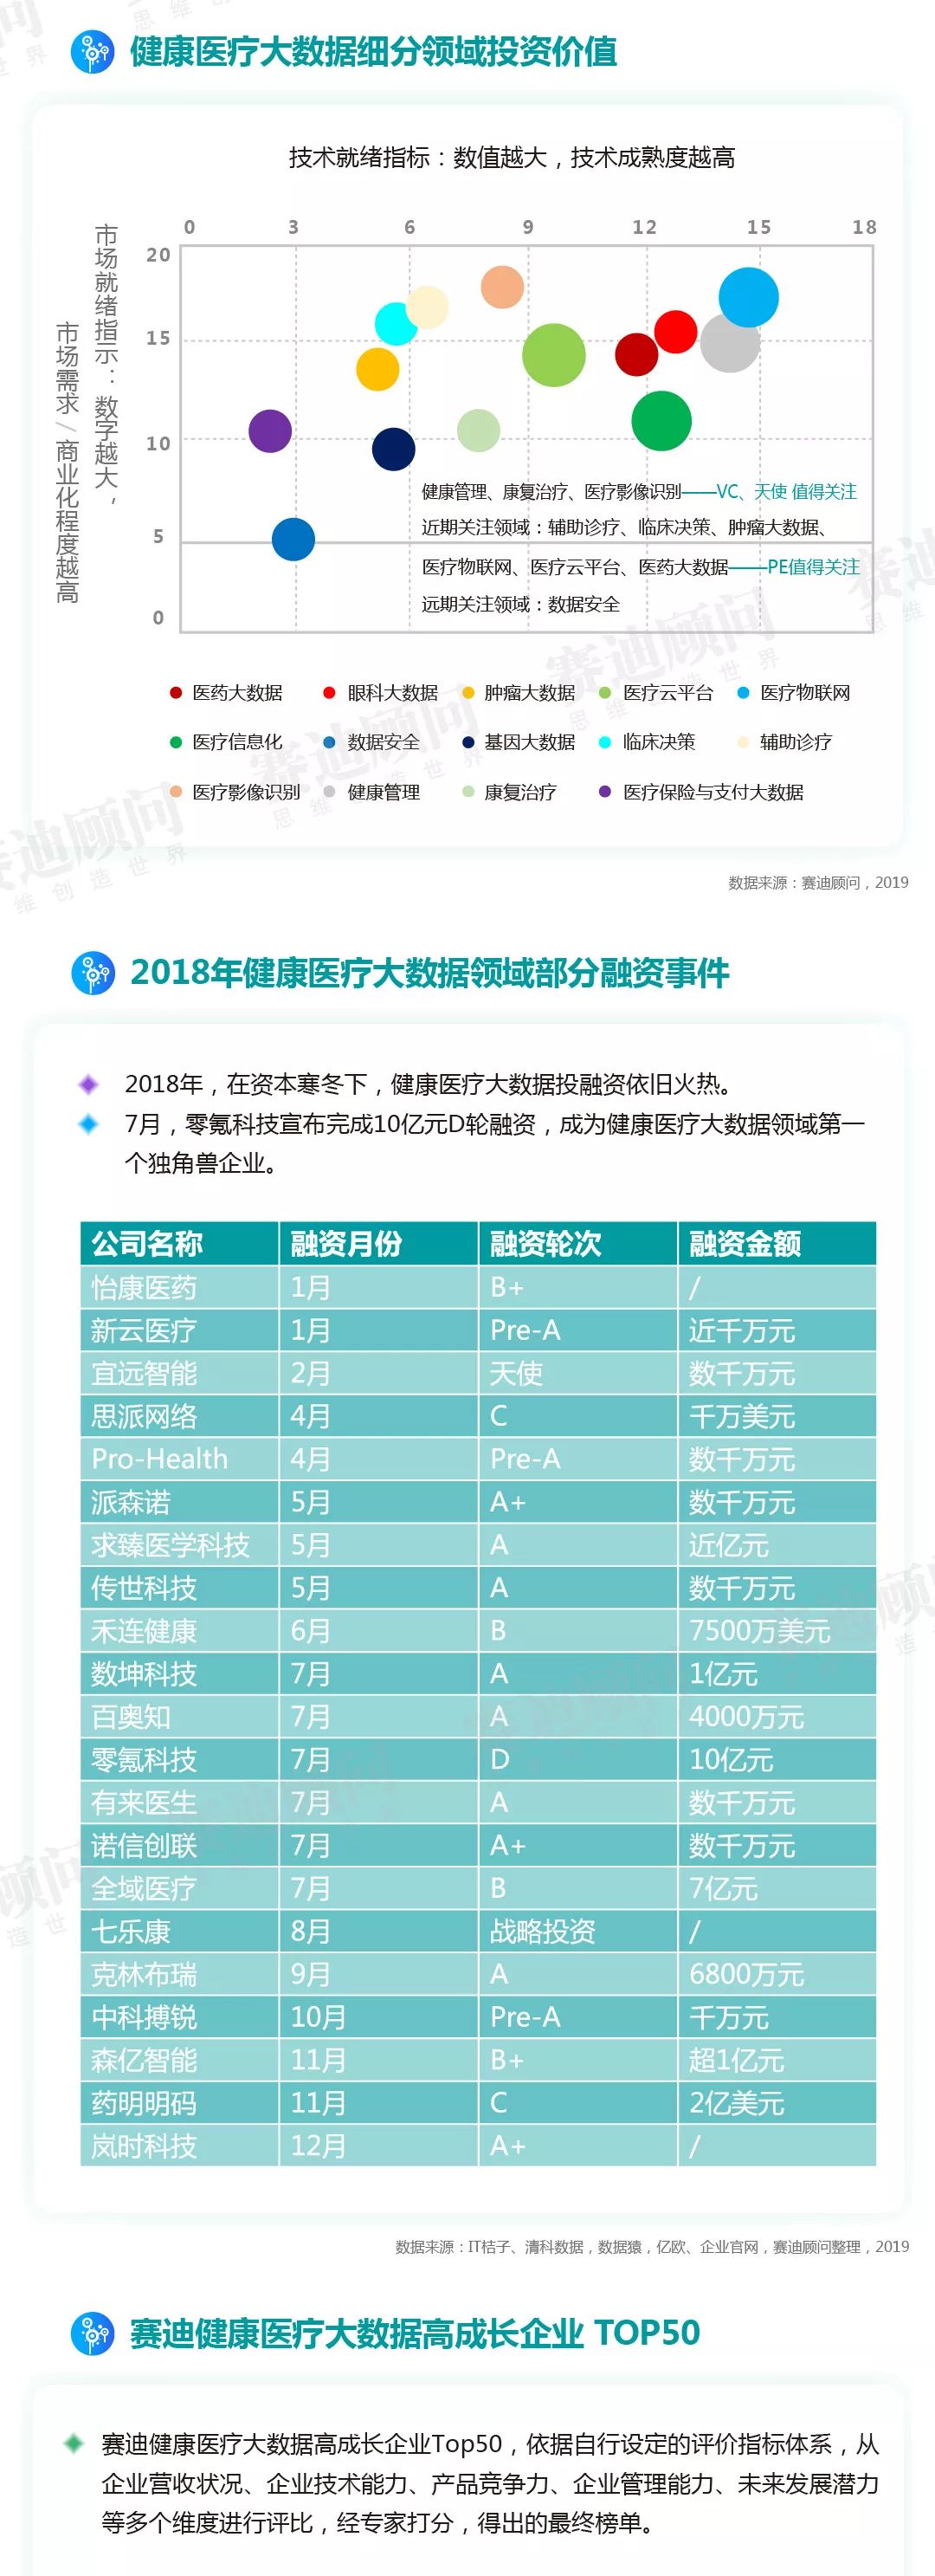 健康医疗大数据细分领域投资价值
技术就绪指标：数值越大，技术成熟度越高
0 3 6 9 12 15 18
市场就绪指示：数字越大，
市场需求/商业化程度越高
20
15
10
5
0
健康管理、康复治疗、医疗影像识别——VC、天使 值得关注
近期关注领域：辅助诊疗、临床决策、肿瘤大数据、
医疗物联网、医疗云平台、医药大数据——PE值得关注
远期关注领域：数据安全
医药大数据 眼科大数据 肿瘤大数据 医疗云平台 医疗物联网
医疗信息化 数据安全 基因大数据 临床决策 辅助诊疗
医疗影像识别 健康管理 康复治疗 医疗保险与支付大数据
数据来源：赛迪顾问，2019
2018年健康医疗大数据领域部分融资事件
2018年，在资本寒冬下，健康医疗大数据投融资依旧火热。
7月，零氪科技宣布完成10亿元D轮融资，成为健康医疗大数据领域第一
个独角兽企业。
公司名称 融资月份 融资轮次 融资金额
怡康医药 1月 B+ /
新云医疗 1月 Pre-A 近千万元
宜远智能 2月 天使 数千万元
思派网络 4月 C 千万美元
Pro-Health 4月 Pre-A 数千万元
派森诺 5月 A+ 数千万元
求臻医学科技 5月 A 近亿元
传世科技 5月 A 数千万元
禾连健康 6月 B 7500万美元
数坤科技 7月 A 1亿元
百奥知 7月 A 4000万元
零氪科技 7月 D 10亿元
有来医生 7月 A 数千万元
诺信创联 7月 A+ 数千万元
全域医疗 7月 B 7亿元
七乐康 8月 战略投资 /
克林布瑞 9月 A 6800万元
中科搏锐 10月 Pre-A 千万元
森亿智能 11月 B+ 超1亿元
药明明码 11月 C 2亿美元
岚时科技 12月 A+ /
数据来源：IT桔子、清科数据，数据猿，亿欧、企业官网，赛迪顾问整理，2019
赛迪健康医疗大数据高成长企业 TOP50
赛迪健康医疗大数据高成长企业Top50，依据自行设定的评价指标体系，从
企业营收状况、企业技术能力、产品竞争力、企业管理能力、未来发展潜力
等多个维度进行评比，经专家打分，得出的最终榜单。
赛迪顾问
思维创造世界